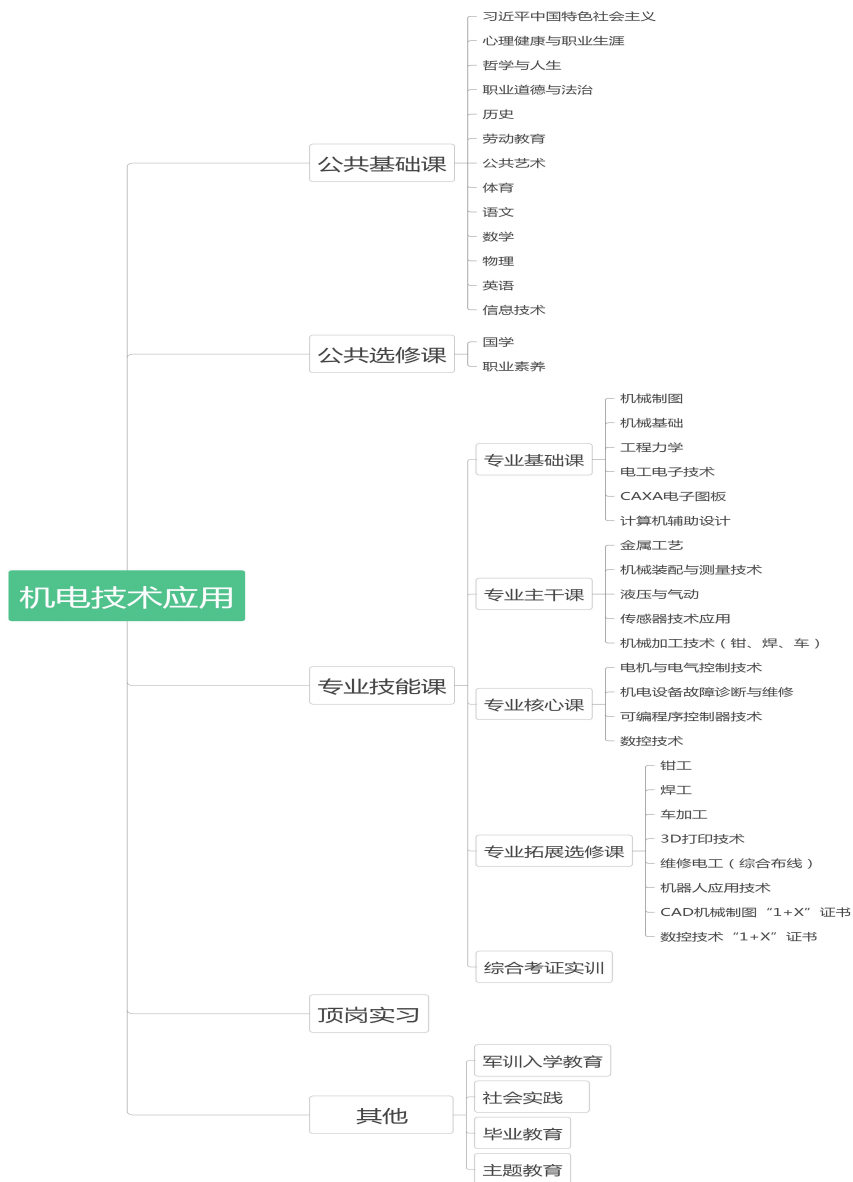 机电技术应用
公共基础课
习近平中国特色社会主义
心理健康与职业生涯
哲学与人生
职业道德与法治
历史
劳动教育
公共艺术
体育
语文
数学
物理
英语
信息技术
公共选修课
国学
职业素养
专业技能课
专业基础课
机械制图
机械基础
工程力学
电工电子技术
CAXA电子图板
计算机辅助设计
专业主干课
金属工艺
机械装配与测量技术
液压与气动
传感器技术应用
机械加工技术（钳、焊、车）
专业核心课
电机与电气控制技术
机电设备故障诊断与维修
可编程序控制器技术
数控技术
专业拓展选修课
钳工
焊工
车加工
3D打印技术
维修电工（综合布线）
机器人应用技术
CAD机械制图“1+X”证书
数控技术“1+X”证书
综合考证实训
顶岗实习
其他
军训入学教育
社会实践
毕业教育
主题教育